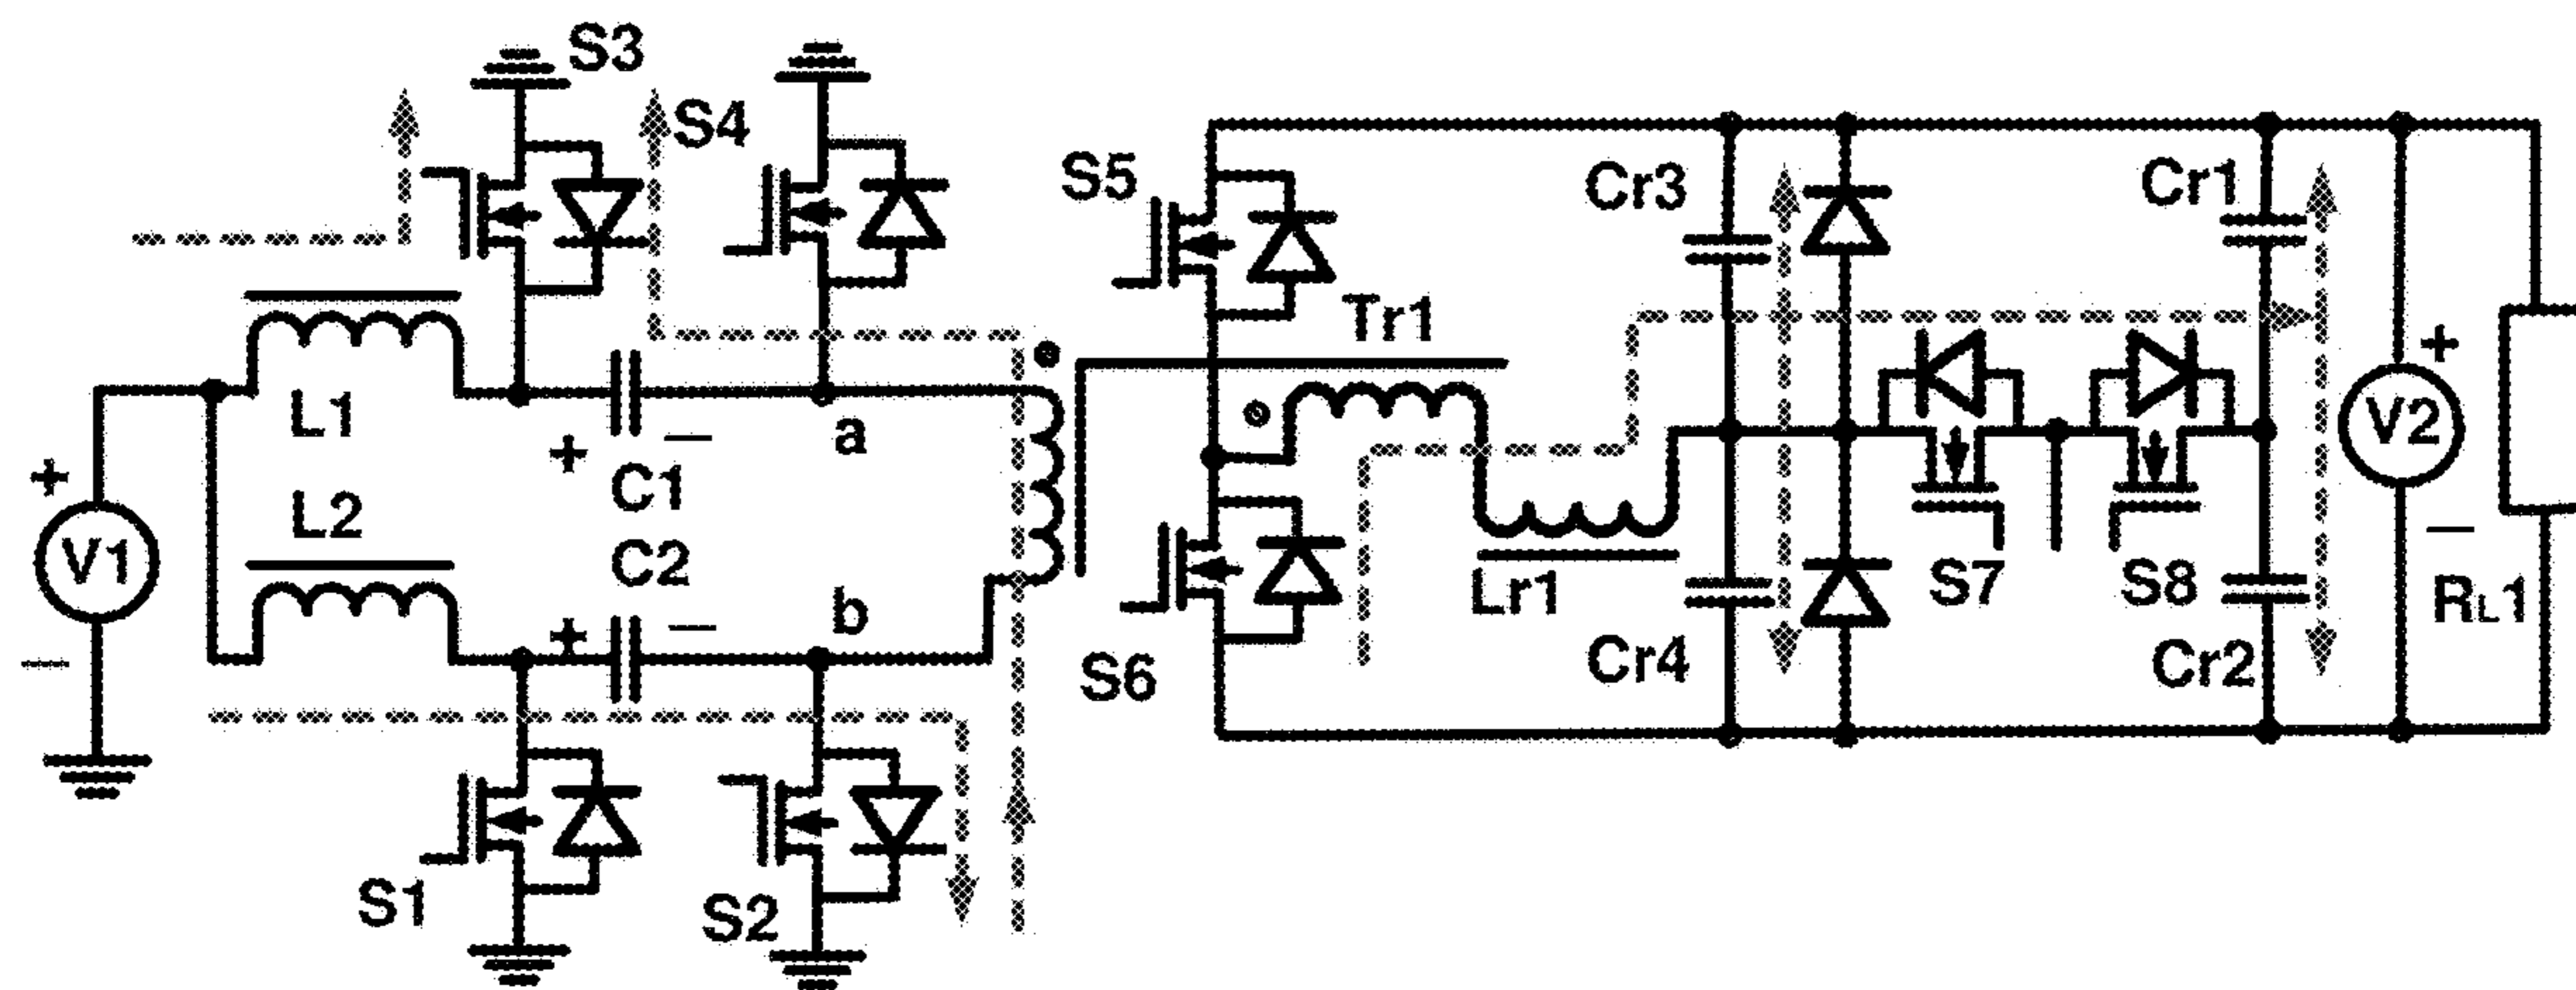 S3
S4
S5
Cr3
Cr1
Tr1
L1
+
−
a
C1
V2
+
V1
−
L2
C2
+
−
b
Lr1
S7
S8
−
RL1
S6
Cr4
Cr2
S1
S2
+